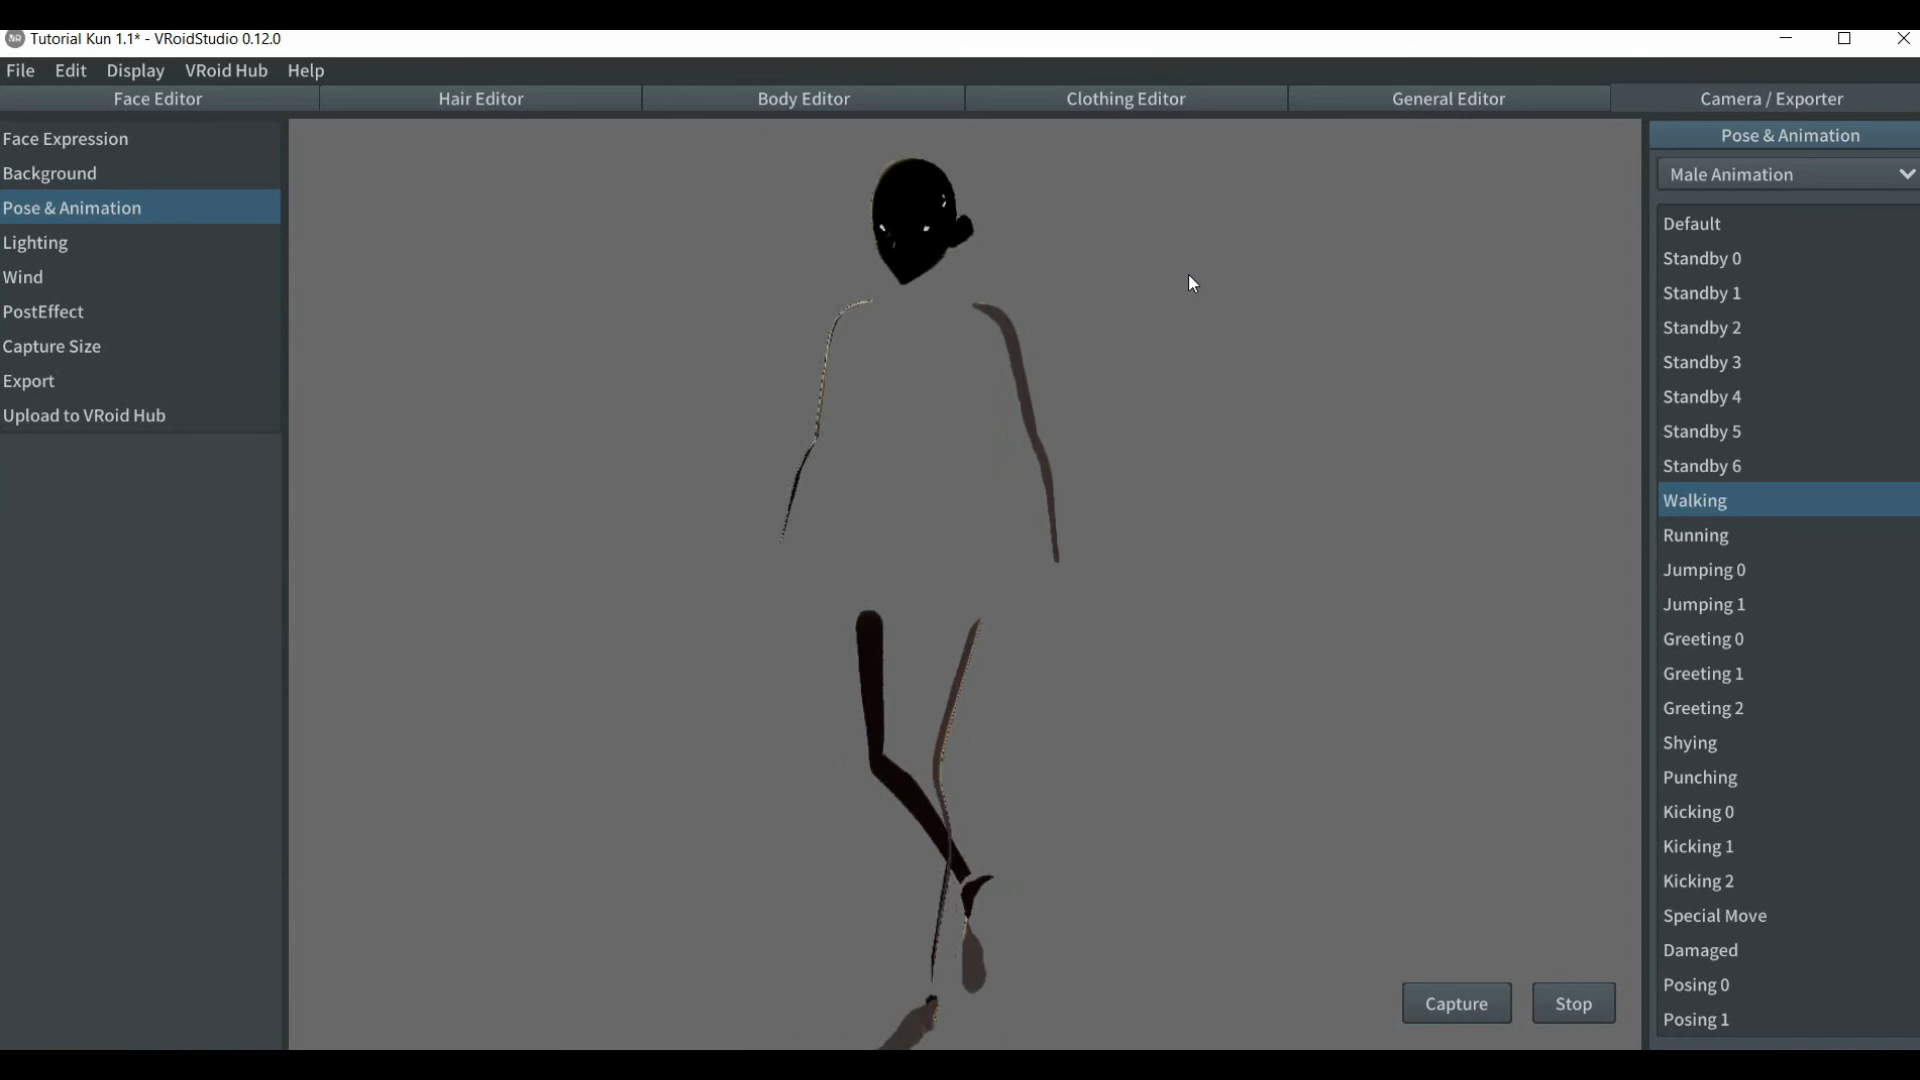 Tutorial Kun 1.1* - VRoidStudio 0.12.0
File Edit Display VRoid Hub Help
Face Editor Hair Editor Body Editor Clothing Editor General Editor Camera / Exporter
Face Expression
Background
Pose & Animation
Lighting
Wind
PostEffect
Capture Size
Export
Upload to VRoid Hub
Pose & Animation
Male Animation
Default
Standby 0
Standby 1
Standby 2
Standby 3
Standby 4
Standby 5
Standby 6
Walking
Running
Jumping 0
Jumping 1
Greeting 0
Greeting 1
Greeting 2
Shying
Punching
Kicking 0
Kicking 1
Kicking 2
Special Move
Damaged
Posing 0
Posing 1
Capture Stop